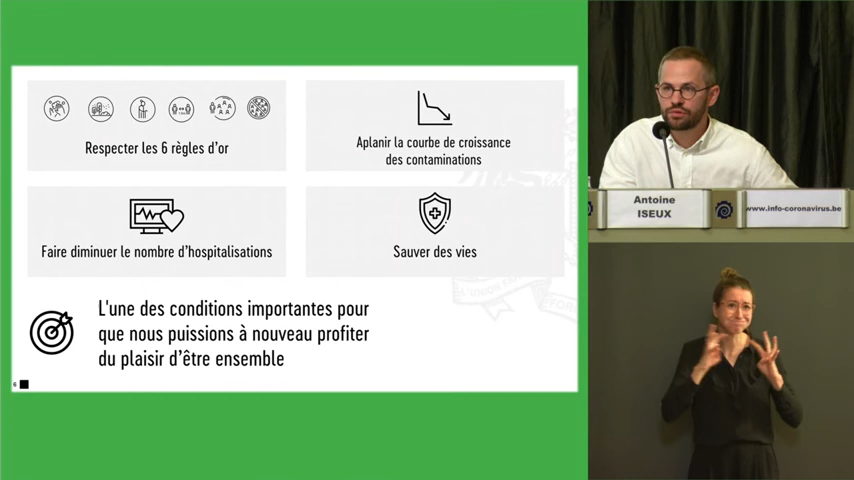 Respecter les 6 règles d'or
Aplanir la courbe de croissance
des contaminations
Faire diminuer le nombre d'hospitalisations
Sauver des vies
L'une des conditions importantes pour
que nous puissions à nouveau profiter
du plaisir d'être ensemble
6
Antoine
ISEUX
www.info-coronavirus.be